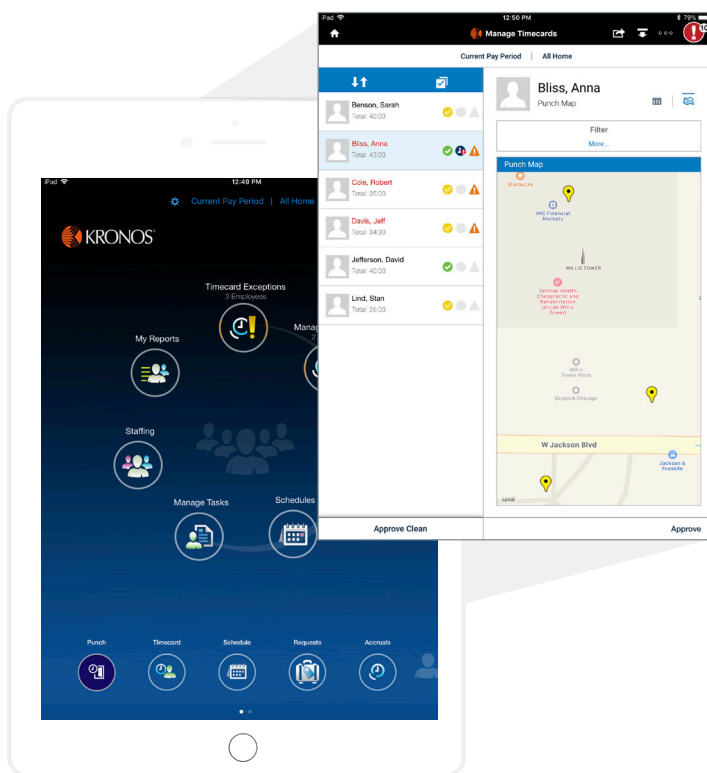 iPad
12:50 PM
79%
Manage Timecards
10
Current Pay Period | All Home
Benson, Sarah
Total: 40:00
Bliss, Anna
Total: 43:00
Cole, Robert
Total: 35:00
Davis, Jeff
Total: 34:30
Jefferson, David
Total: 40:00
Lind, Stan
Total: 26:00
Approve Clean
Bliss, Anna
Punch Map
Filter
More...
Punch Map
Starbucks
IMC Financial
Markets
WILLIS TOWER
Optimal Health
Chiropractic and
Rehabilitation
(inside Willis
Tower)
Willis
Tower Plaza
Skydeck Chicago
W Jackson Blvd
Jackson &
Franklin
Legal
Approve
iPad
12:49 PM
Current Pay Period | All Home
KRONOS
Timecard Exceptions
3 Employees
Manag
2
My Reports
Staffing
Manage Tasks
Schedules
Punch
Timecard
Schedule
Requests
Accruals